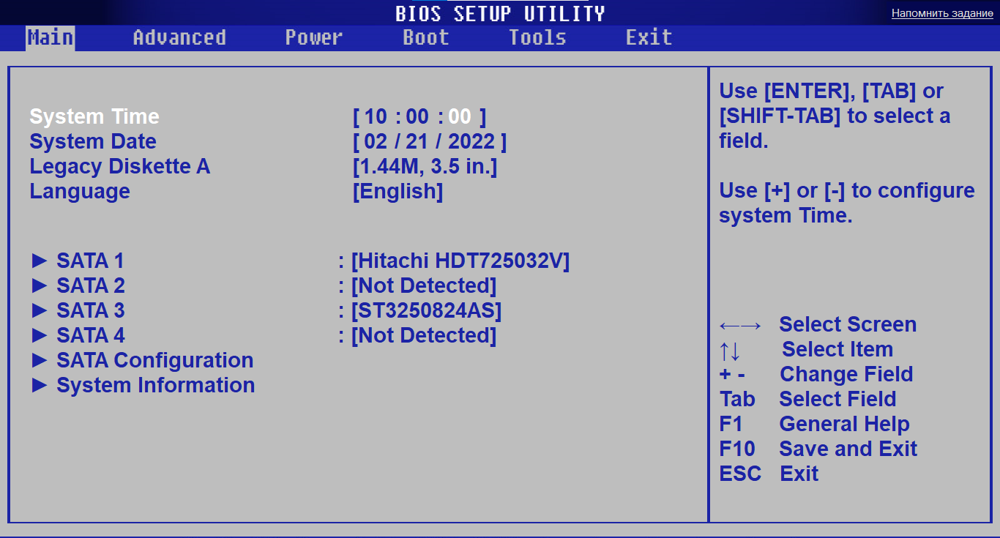 BIOS SETUP UTILITY
Напомнить задание
Main Advanced Power Boot Tools Exit
System Time [ 10 : 00 : 00 ]
System Date [ 02 / 21 / 2022 ]
Legacy Diskette A [1.44M, 3.5 in.]
Language [English]
► SATA 1 : [Hitachi HDT725032V]
► SATA 2 : [Not Detected]
► SATA 3 : [ST3250824AS]
► SATA 4 : [Not Detected]
► SATA Configuration
► System Information
Use [ENTER], [TAB] or
[SHIFT-TAB] to select a
field.
Use [+] or [-] to configure
system Time.
←→ Select Screen
↑↓ Select Item
+ - Change Field
Tab Select Field
F1 General Help
F10 Save and Exit
ESC Exit